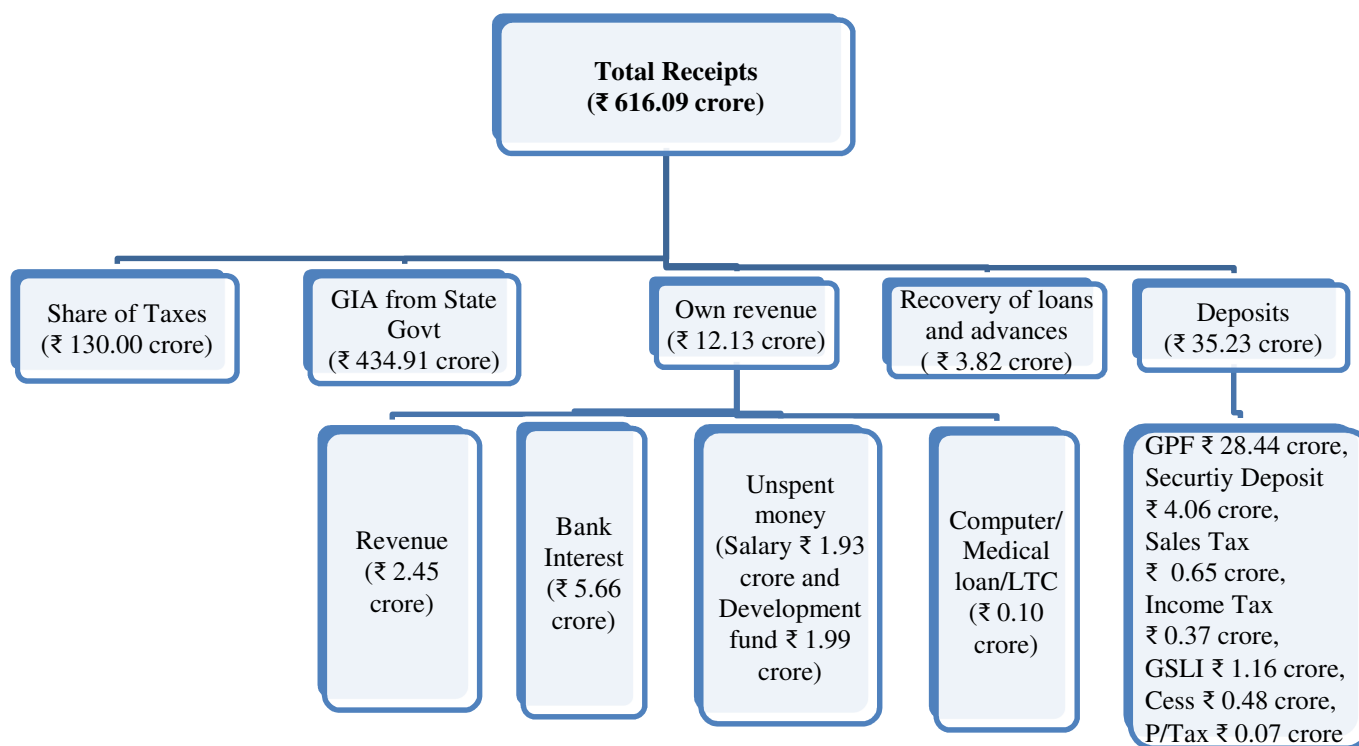 Total Receipts
(₹ 616.09 crore)
Share of Taxes
(₹ 130.00 crore)
GIA from State
Govt
(₹ 434.91 crore)
Own revenue
(₹ 12.13 crore)
Recovery of loans
and advances
( ₹ 3.82 crore)
Deposits
(₹ 35.23 crore)
Revenue
(₹ 2.45
crore)
Bank
Interest
(₹ 5.66
crore)
Unspent
money
(Salary ₹ 1.93
crore and
Development
fund ₹ 1.99
crore)
Computer/
Medical
loan/LTC
(₹ 0.10
crore)
GPF ₹ 28.44 crore,
Securtiy Deposit
₹ 4.06 crore,
Sales Tax
₹ 0.65 crore,
Income Tax
₹ 0.37 crore,
GSLI ₹ 1.16 crore,
Cess ₹ 0.48 crore,
P/Tax ₹ 0.07 crore